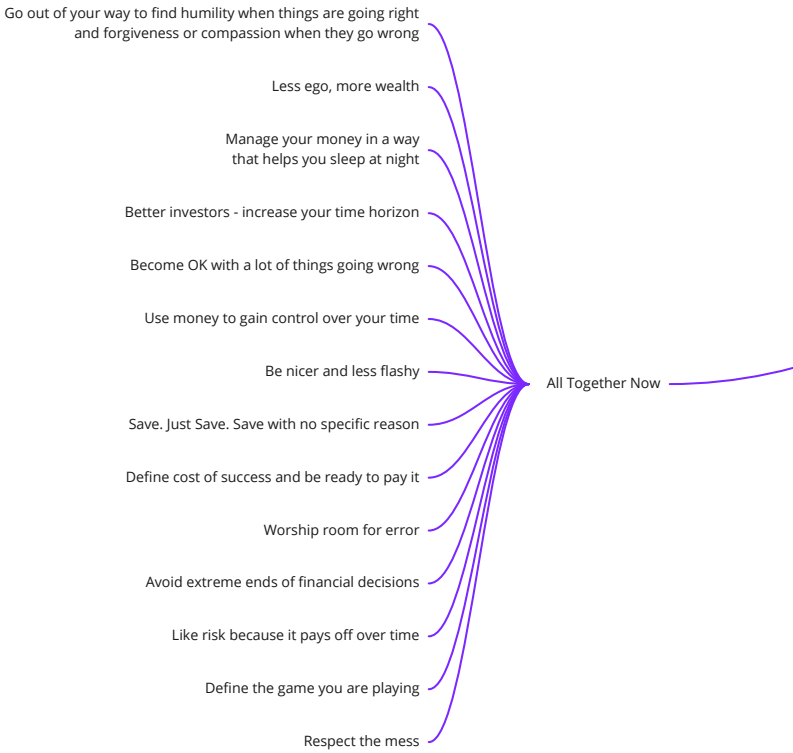 Go out of your way to find humility when things are going right
and forgiveness or compassion when they go wrong
Less ego, more wealth
Manage your money in a way
that helps you sleep at night
Better investors - increase your time horizon
Become OK with a lot of things going wrong
Use money to gain control over your time
Be nicer and less flashy
Save. Just Save. Save with no specific reason
Define cost of success and be ready to pay it
Worship room for error
Avoid extreme ends of financial decisions
Like risk because it pays off over time
Define the game you are playing
Respect the mess
All Together Now